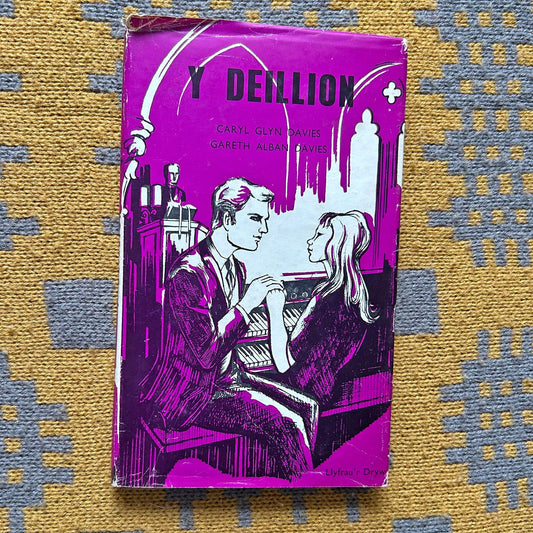 Y DEILLION
CARYL GLYN DAVIES
GARETH ALBAN DAVIES
Llyfrau'r Dryw